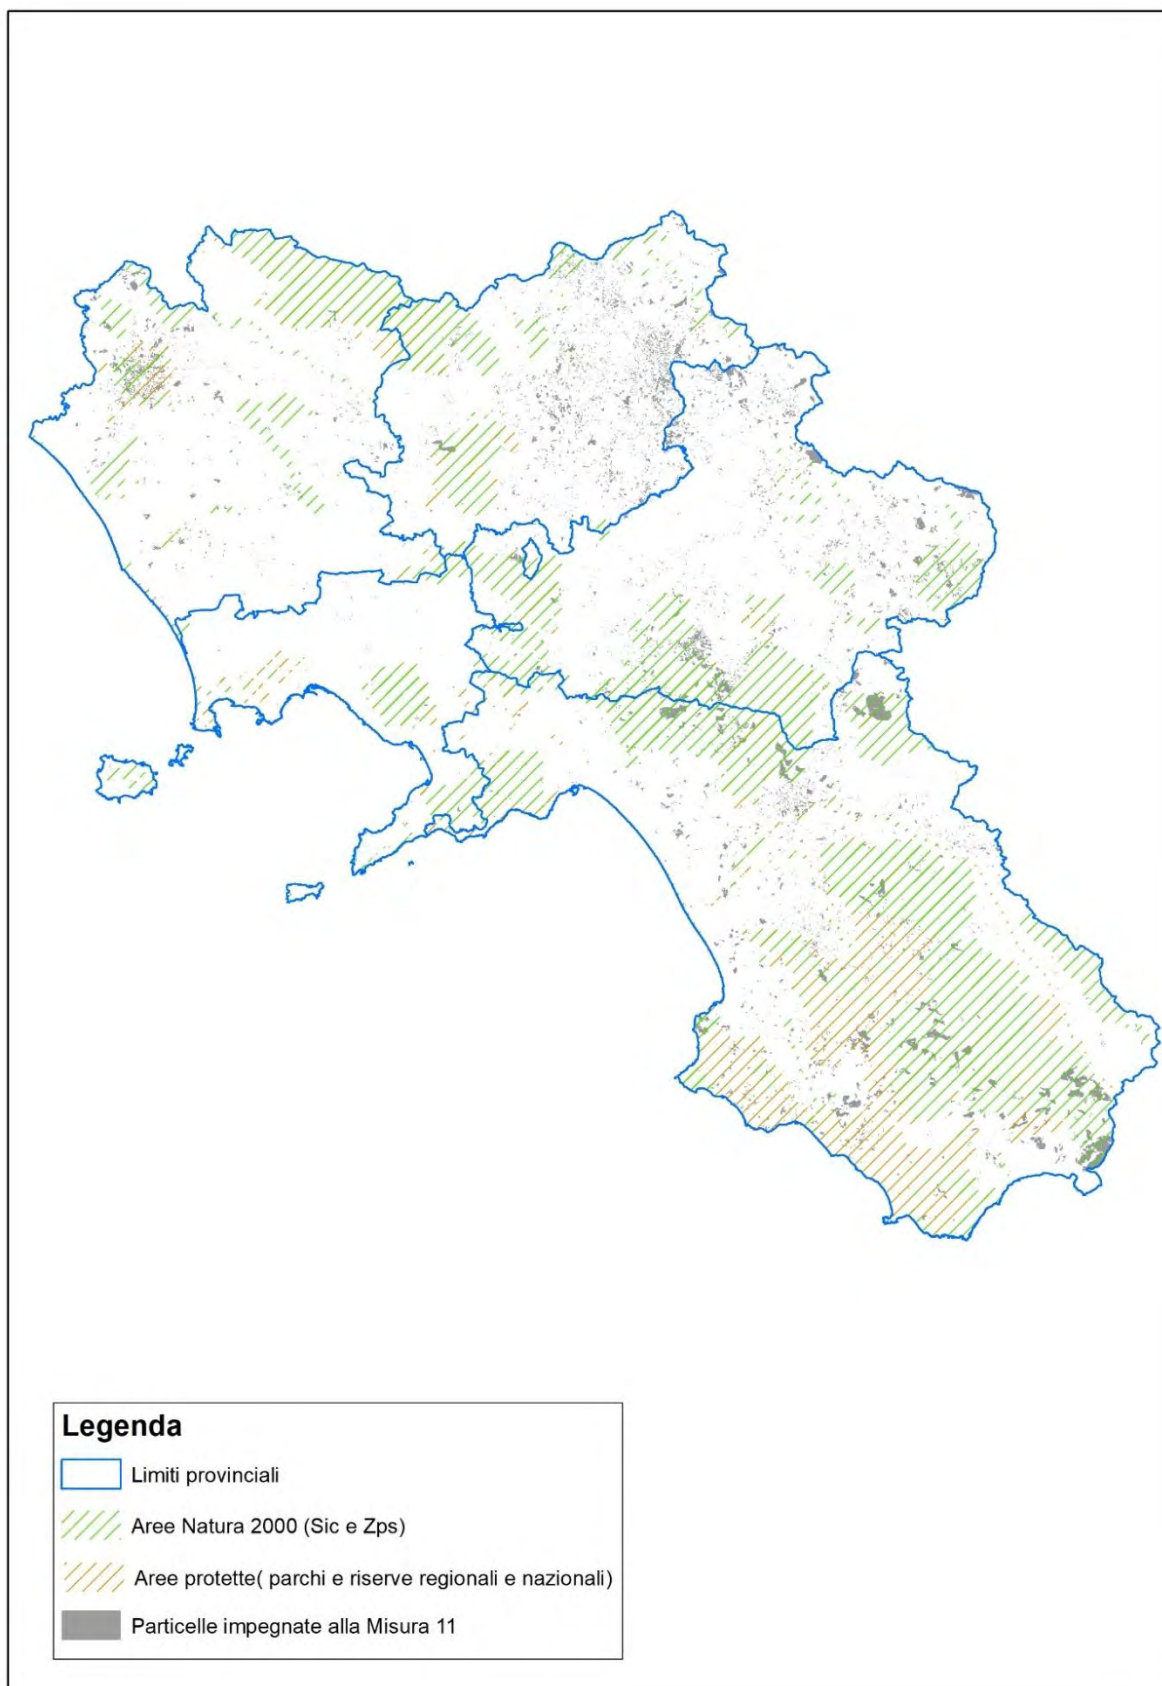 Legenda
Limiti provinciali
Aree Natura 2000 (Sic e Zps)
Aree protette( parchi e riserve regionali e nazionali)
Particelle impegnate alla Misura 11